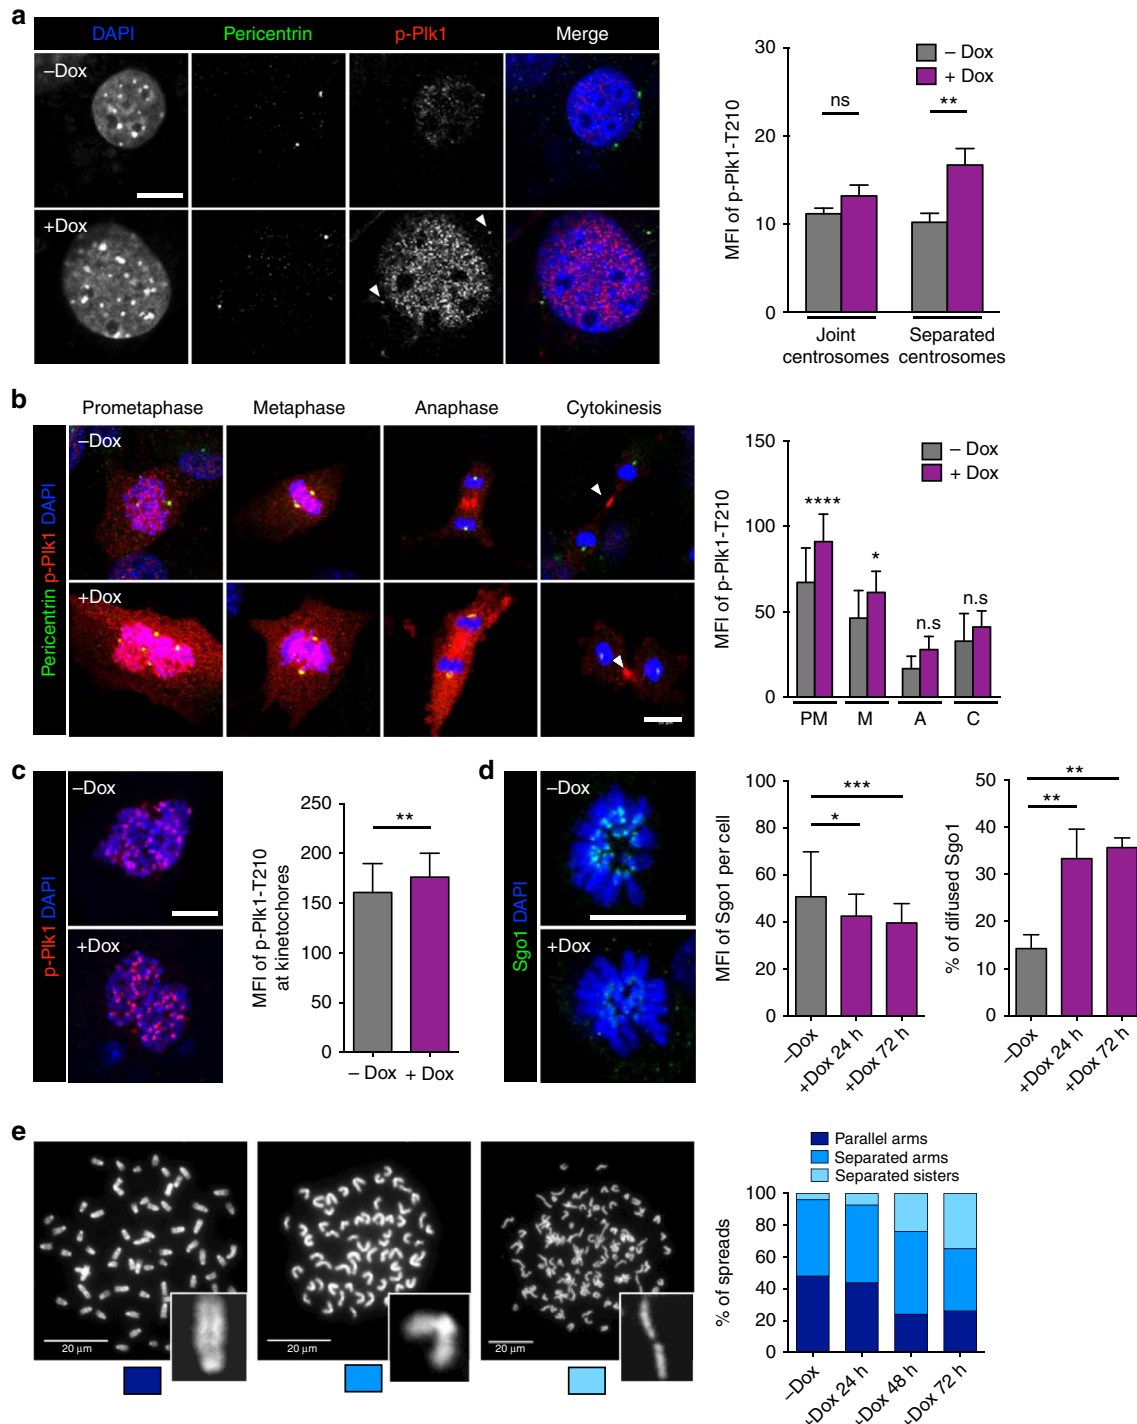 a
DAPI Pericentrin p-Plk1 Merge
–Dox
+Dox
MFI of p-Plk1-T210
30
20
10
0
– Dox
+ Dox
ns
**
Joint centrosomes
Separated centrosomes
b
Prometaphase Metaphase Anaphase Cytokinesis
Pericentrin p-Plk1 DAPI
–Dox
+Dox
MFI of p-Plk1-T210
150
100
50
0
– Dox
+ Dox
****
*
n.s
n.s
PM M A C
c
p-Plk1 DAPI
–Dox
+Dox
MFI of p-Plk1-T210
at kinetochores
250
200
150
100
50
0
**
– Dox + Dox
d
Sgo1 DAPI
–Dox
+Dox
MFI of Sgo1 per cell
100
80
60
40
20
0
***
*
–Dox
+Dox 24 h
+Dox 72 h
% of difused Sgo1
50
40
30
20
10
0
**
**
–Dox
+Dox 24 h
+Dox 72 h
e
20 µm
20 µm
20 µm
Parallel arms
Separated arms
Separated sisters
% of spreads
100
80
60
40
20
0
–Dox
+Dox 24 h
+Dox 48 h
+Dox 72 h